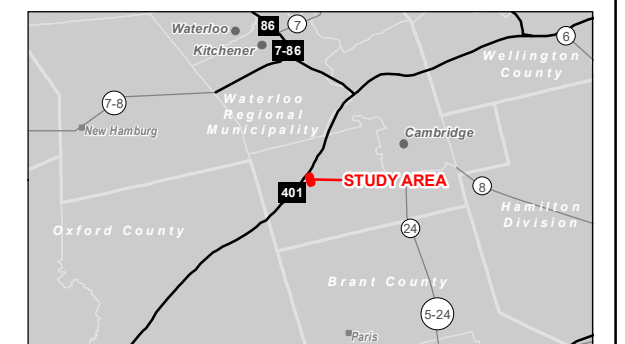 Waterloo
86
7
Kitchener
7-86
6
Wellington
County
7-8
Waterloo
Regional
Municipality
New Hamburg
Cambridge
STUDY AREA
401
8
Hamilton
Division
24
Oxford County
Brant County
5-24
Paris